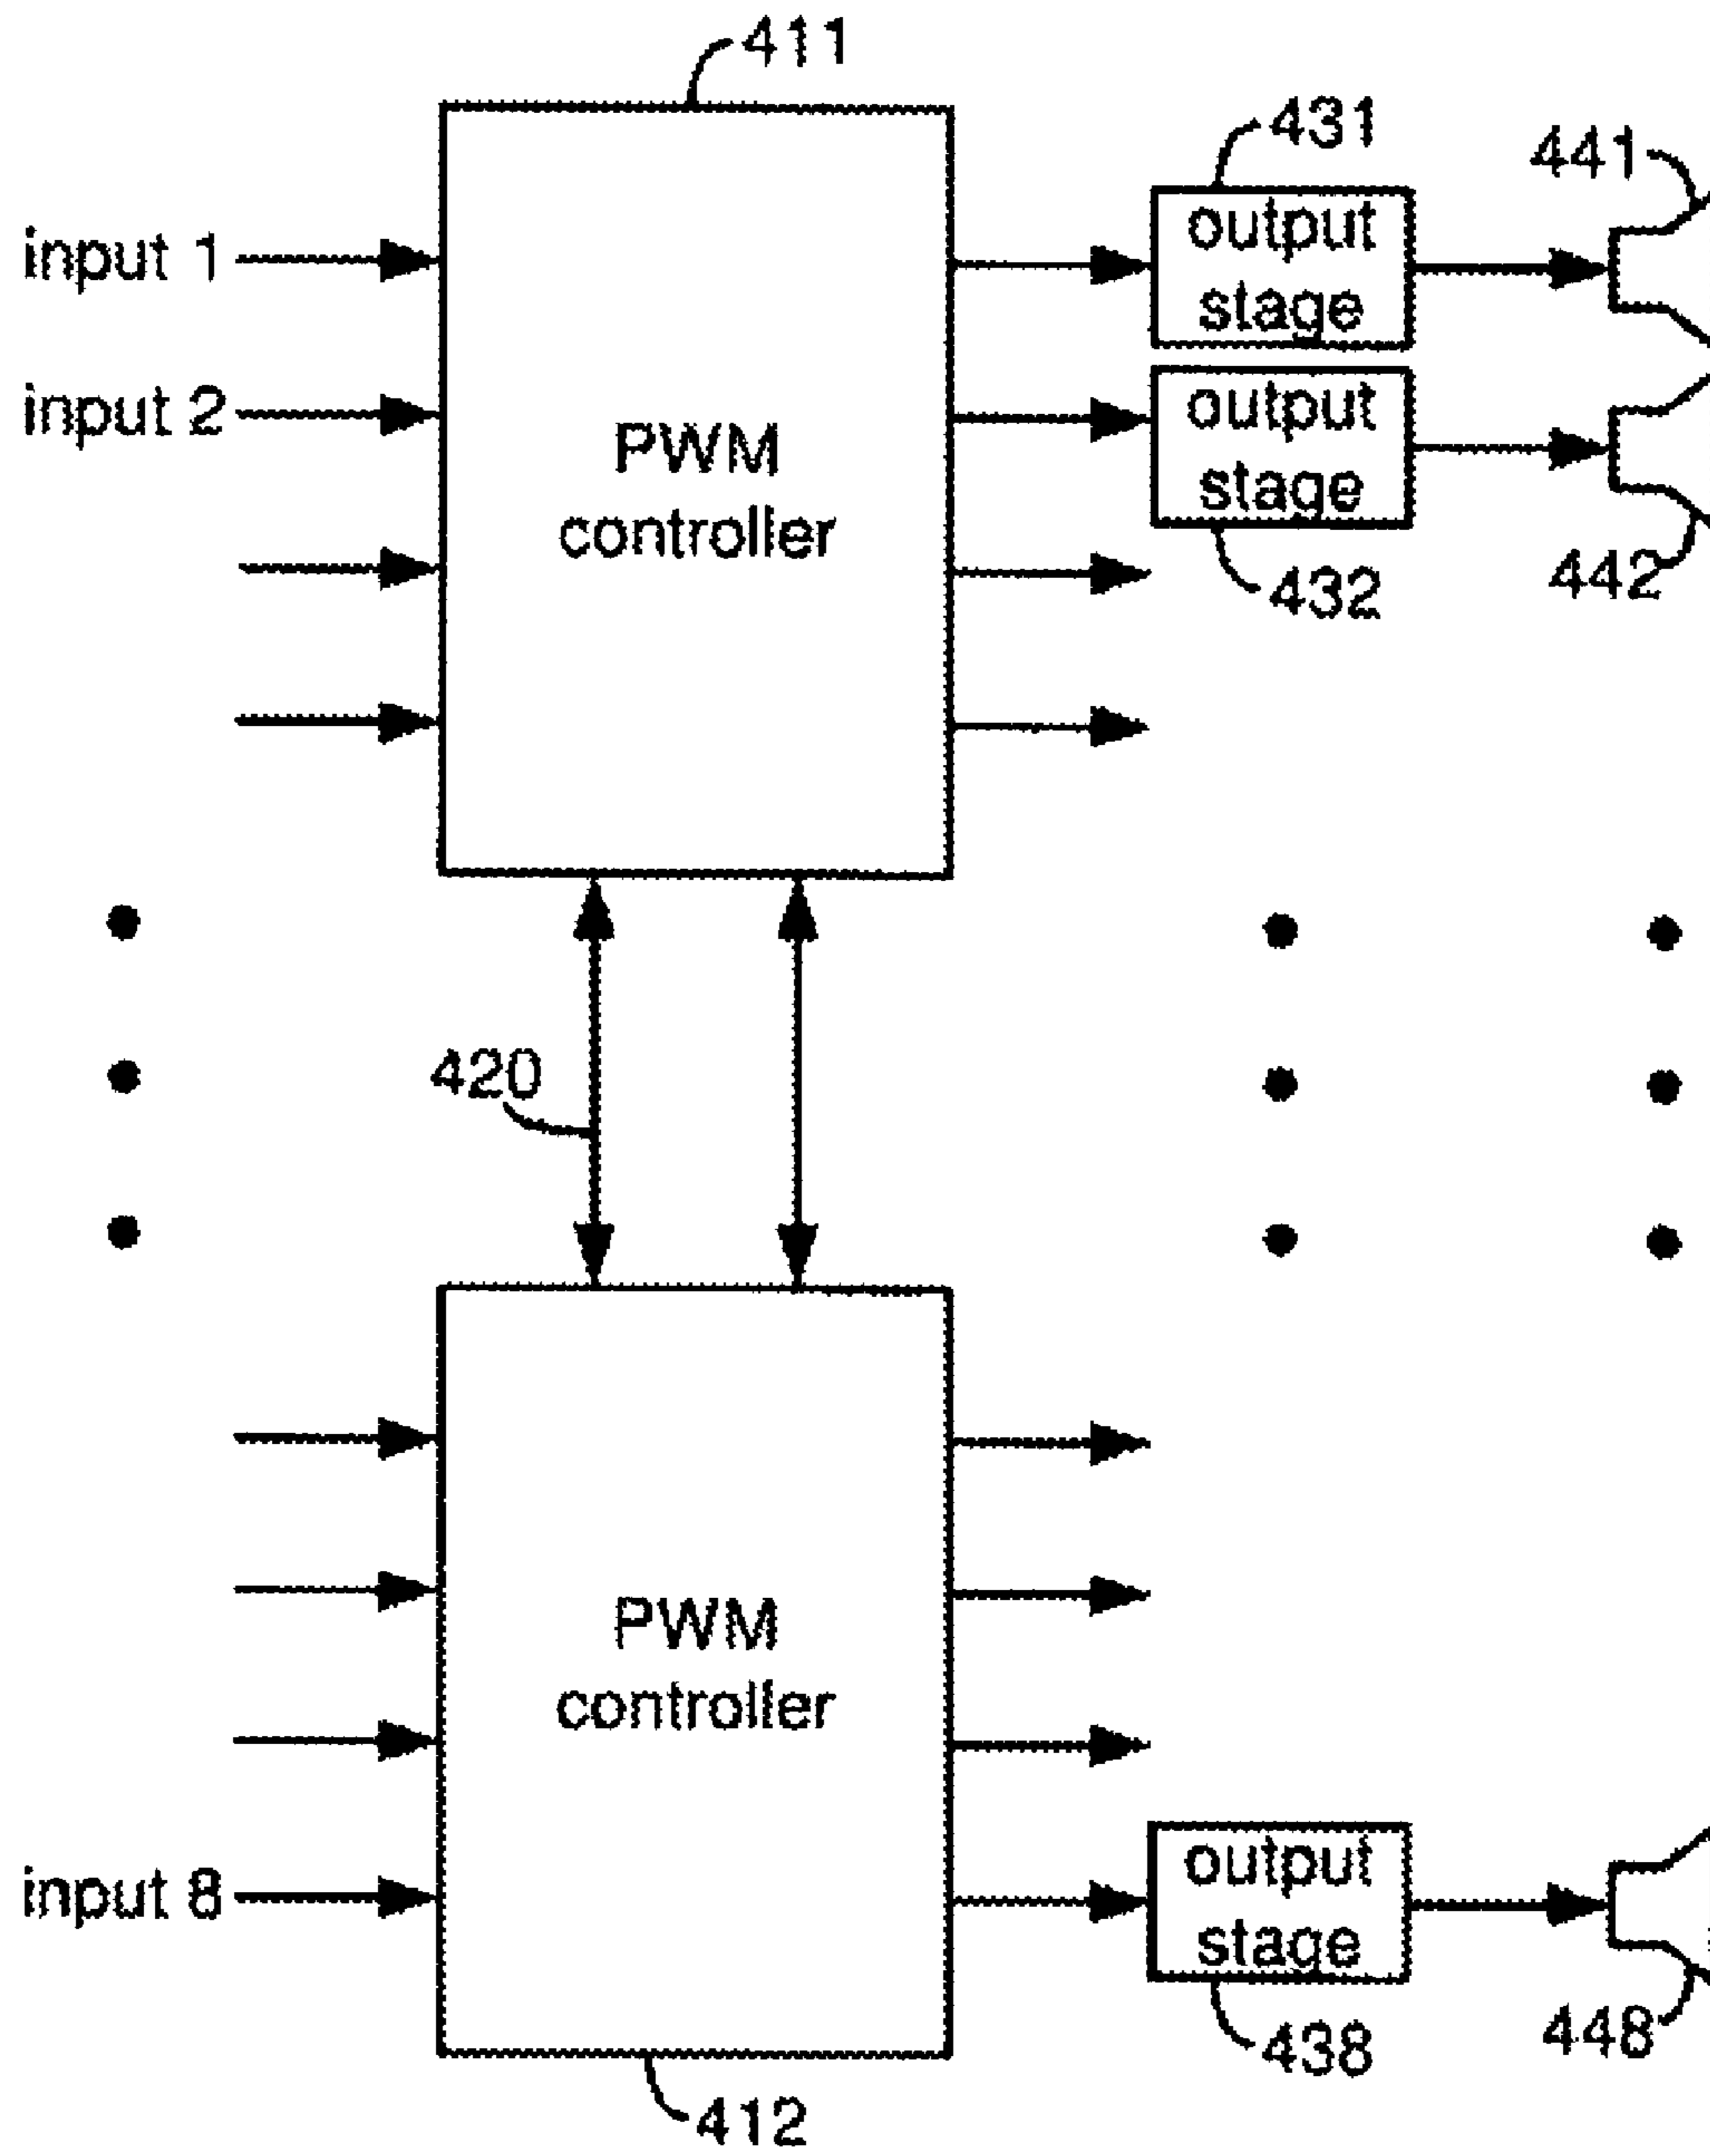 411
431
441
input 1
output
stage
input 2
output
stage
PWM
controller
432
442
420
PWM
controller
input 8
output
stage
438
448
412